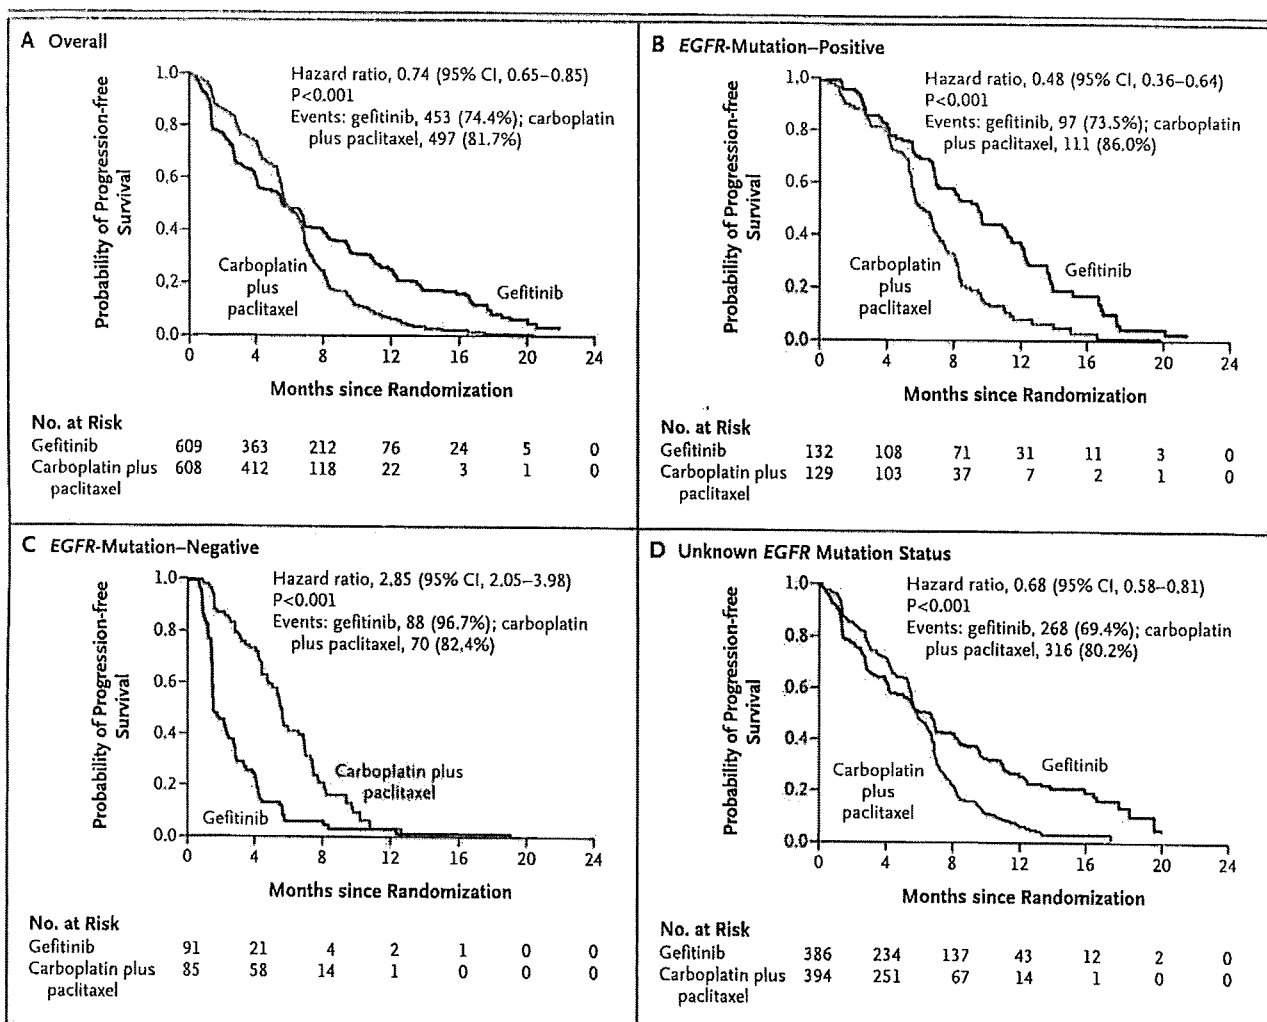 A Overall
Hazard ratio, 0.74 (95% CI, 0.65–0.85)
P<0.001
Events: gefitinib, 453 (74.4%); carboplatin
plus paclitaxel, 497 (81.7%)
Probability of Progression-free
Survival
1.0
0.8
0.6
0.4
0.2
0.0
Carboplatin
plus
paclitaxel
Gefitinib
0 4 8 12 16 20 24
Months since Randomization
No. at Risk
Gefitinib 609 363 212 76 24 5 0
Carboplatin plus 608 412 118 22 3 1 0
paclitaxel
B EGFR-Mutation–Positive
Hazard ratio, 0.48 (95% CI, 0.36–0.64)
P<0.001
Events: gefitinib, 97 (73.5%); carboplatin
plus paclitaxel, 111 (86.0%)
Probability of Progression-free
Survival
1.0
0.8
0.6
0.4
0.2
0.0
Carboplatin
plus
paclitaxel
Gefitinib
0 4 8 12 16 20 24
Months since Randomization
No. at Risk
Gefitinib 132 108 71 31 11 3 0
Carboplatin plus 129 103 37 7 2 1 0
paclitaxel
C EGFR-Mutation–Negative
Hazard ratio, 2.85 (95% CI, 2.05–3.98)
P<0.001
Events: gefitinib, 88 (96.7%); carboplatin
plus paclitaxel, 70 (82.4%)
Probability of Progression-free
Survival
1.0
0.8
0.6
0.4
0.2
0.0
Carboplatin plus
paclitaxel
Gefitinib
0 4 8 12 16 20 24
Months since Randomization
No. at Risk
Gefitinib 91 21 4 2 1 0 0
Carboplatin plus 85 58 14 1 0 0 0
paclitaxel
D Unknown EGFR Mutation Status
Hazard ratio, 0.68 (95% CI, 0.58–0.81)
P<0.001
Events: gefitinib, 268 (69.4%); carboplatin
plus paclitaxel, 316 (80.2%)
Probability of Progression-free
Survival
1.0
0.8
0.6
0.4
0.2
0.0
Carboplatin
plus
paclitaxel
Gefitinib
0 4 8 12 16 20 24
Months since Randomization
No. at Risk
Gefitinib 386 234 137 43 12 2 0
Carboplatin plus 394 251 67 14 1 0 0
paclitaxel